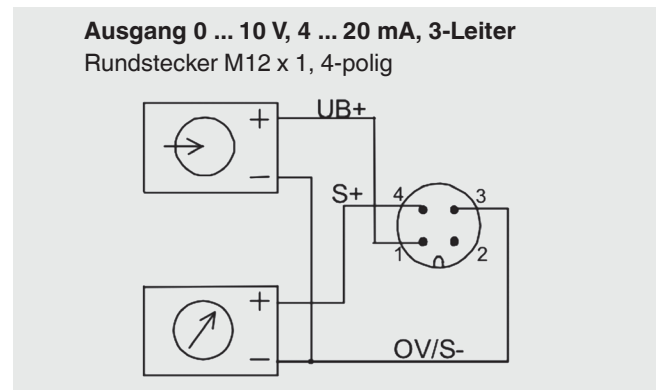 Ausgang 0 ... 10 V, 4 ... 20 mA, 3-Leiter
Rundstecker M12 x 1, 4-polig
UB+
+
−
S+
4
3
1
2
+
−
OV/S-